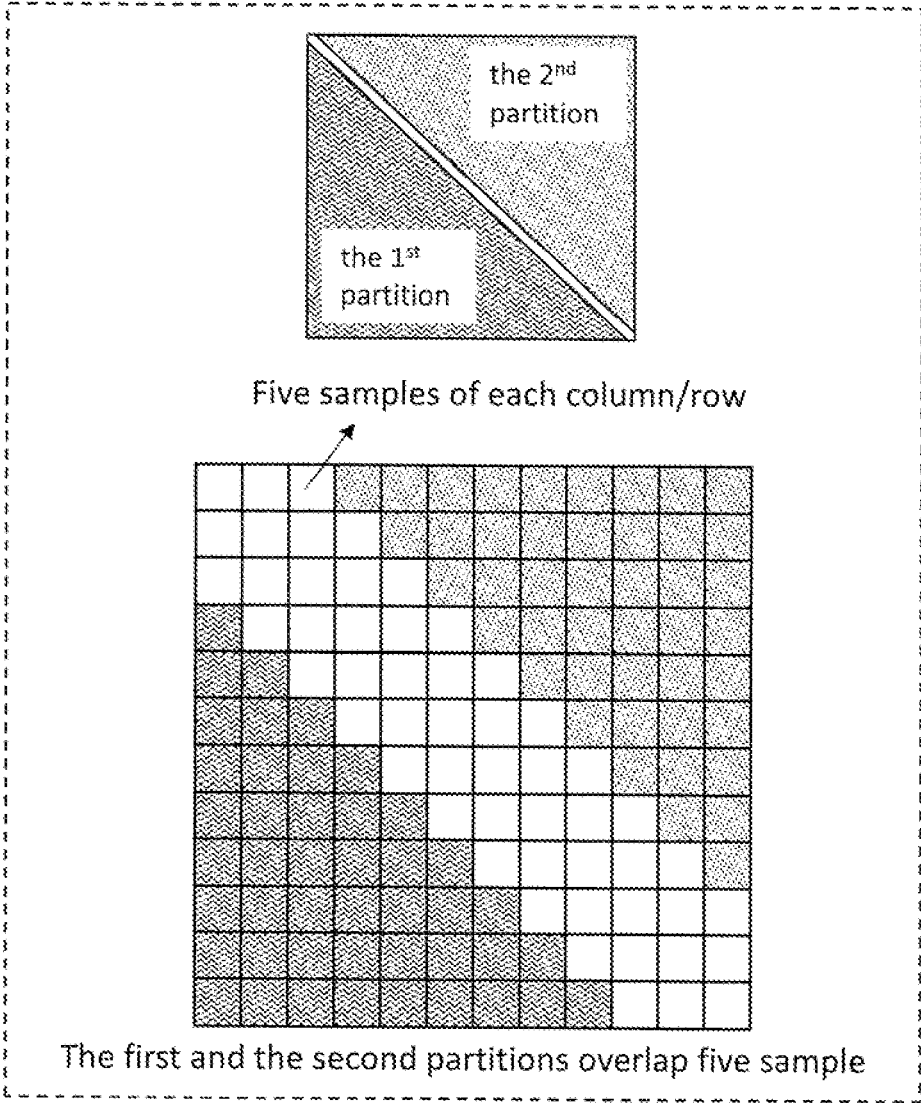 the 2nd
partition
the 1st
partition
Five samples of each column/row
The first and the second partitions overlap five sample